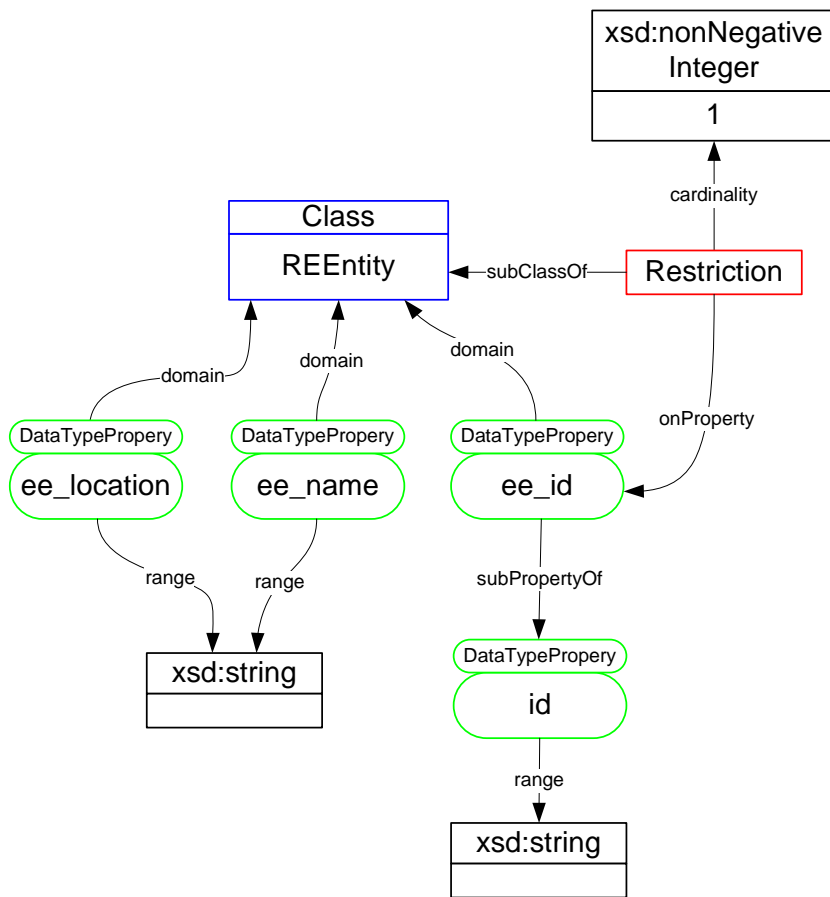 xsd:nonNegative
Integer
1
cardinality
Class
REEntity
subClassOf
Restriction
domain
domain
domain
onProperty
DataTypePropery
DataTypePropery
DataTypePropery
ee_location
ee_name
ee_id
range
range
subPropertyOf
xsd:string
DataTypePropery
id
range
xsd:string